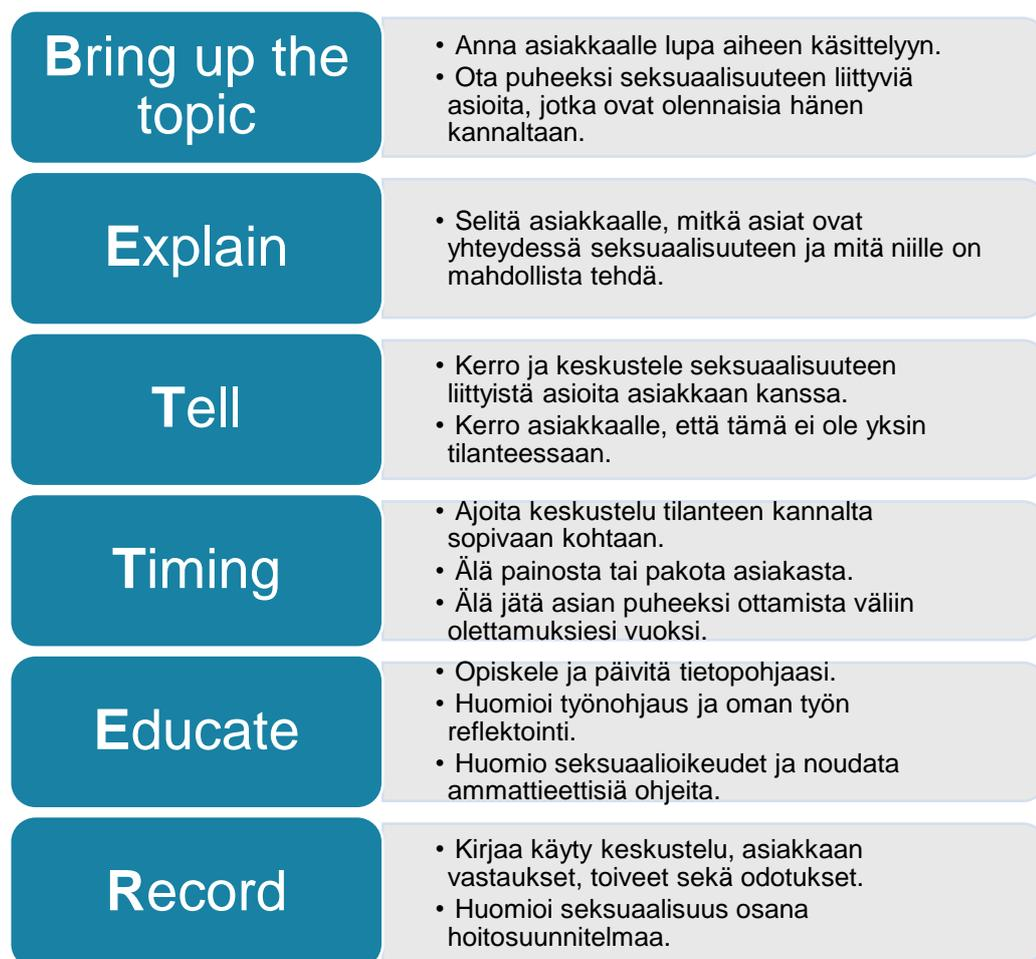 Bring up the
topic
• Anna asiakkaalle lupa aiheen käsittelyyn.
• Ota puheeksi seksuaalisuuteen liittyviä
asioita, jotka ovat olennaisia hänen
kannaltaan.
Explain
• Selitä asiakkaalle, mitkä asiat ovat
yhteydessä seksuaalisuuteen ja mitä niille on
mahdollista tehdä.
Tell
• Kerro ja keskustele seksuaalisuuteen
liittyistä asioita asiakkaan kanssa.
• Kerro asiakkaalle, että tämä ei ole yksin
tilanteessaan.
Timing
• Ajoita keskustelu tilanteen kannalta
sopivaan kohtaan.
• Älä painosta tai pakota asiakasta.
• Älä jätä asian puheeksi ottamista väliin
olettamuksiesi vuoksi.
Educate
• Opiskele ja päivitä tietopohjaasi.
• Huomioi työnohjaus ja oman työn
reflektointi.
• Huomio seksuaalioikeudet ja noudata
ammattieettisiä ohjeita.
Record
• Kirjaa käyty keskustelu, asiakkaan
vastaukset, toiveet sekä odotukset.
• Huomioi seksuaalisuus osana
hoitosuunnitelmaa.